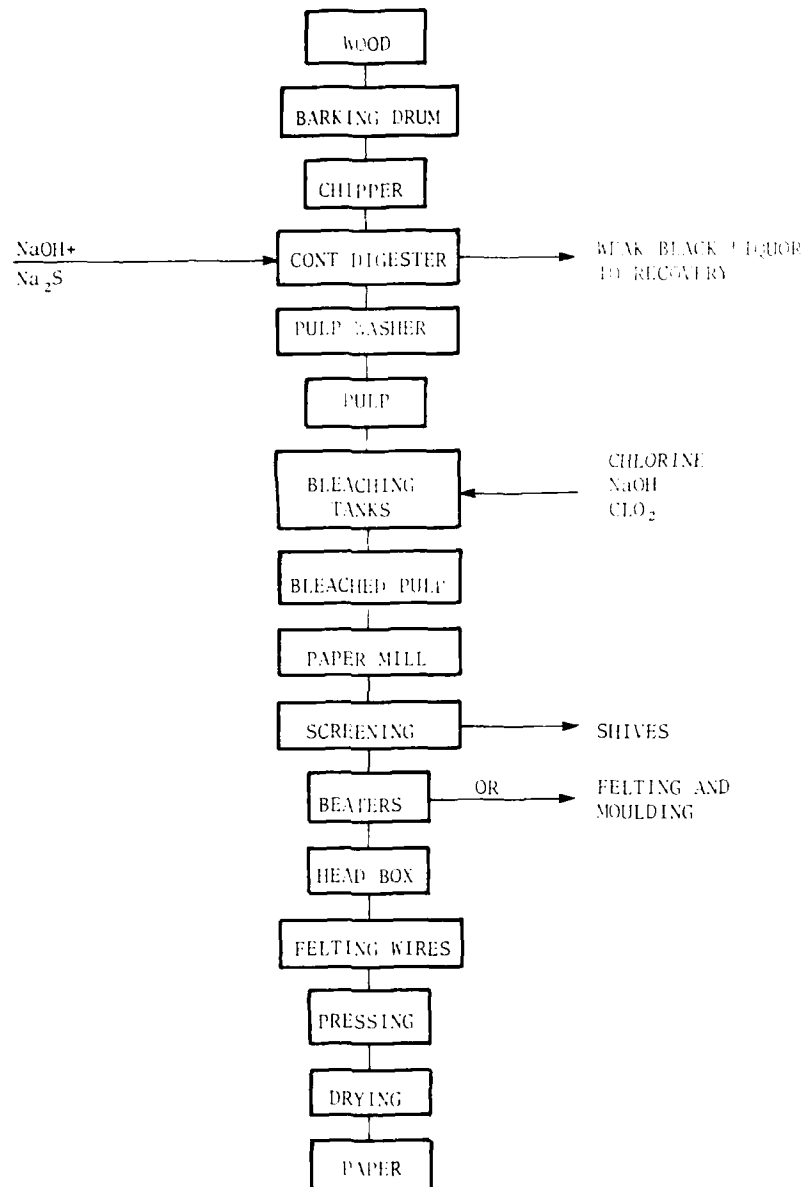 WOOD
BARKING DRUM
CHIPPER
NaOH+
Na₂S
CONT DIGESTER
WEAK BLACK LIQUOR
TO RECOVERY
PULP WASHER
PULP
BLEACHING
TANKS
CHLORINE
NaOH
CLO₂
BLEACHED PULP
PAPER MILL
SCREENING
SHIVES
BEATERS
OR
FELTING AND
MOULDING
HEAD BOX
FELTING WIRES
PRESSING
DRYING
PAPER